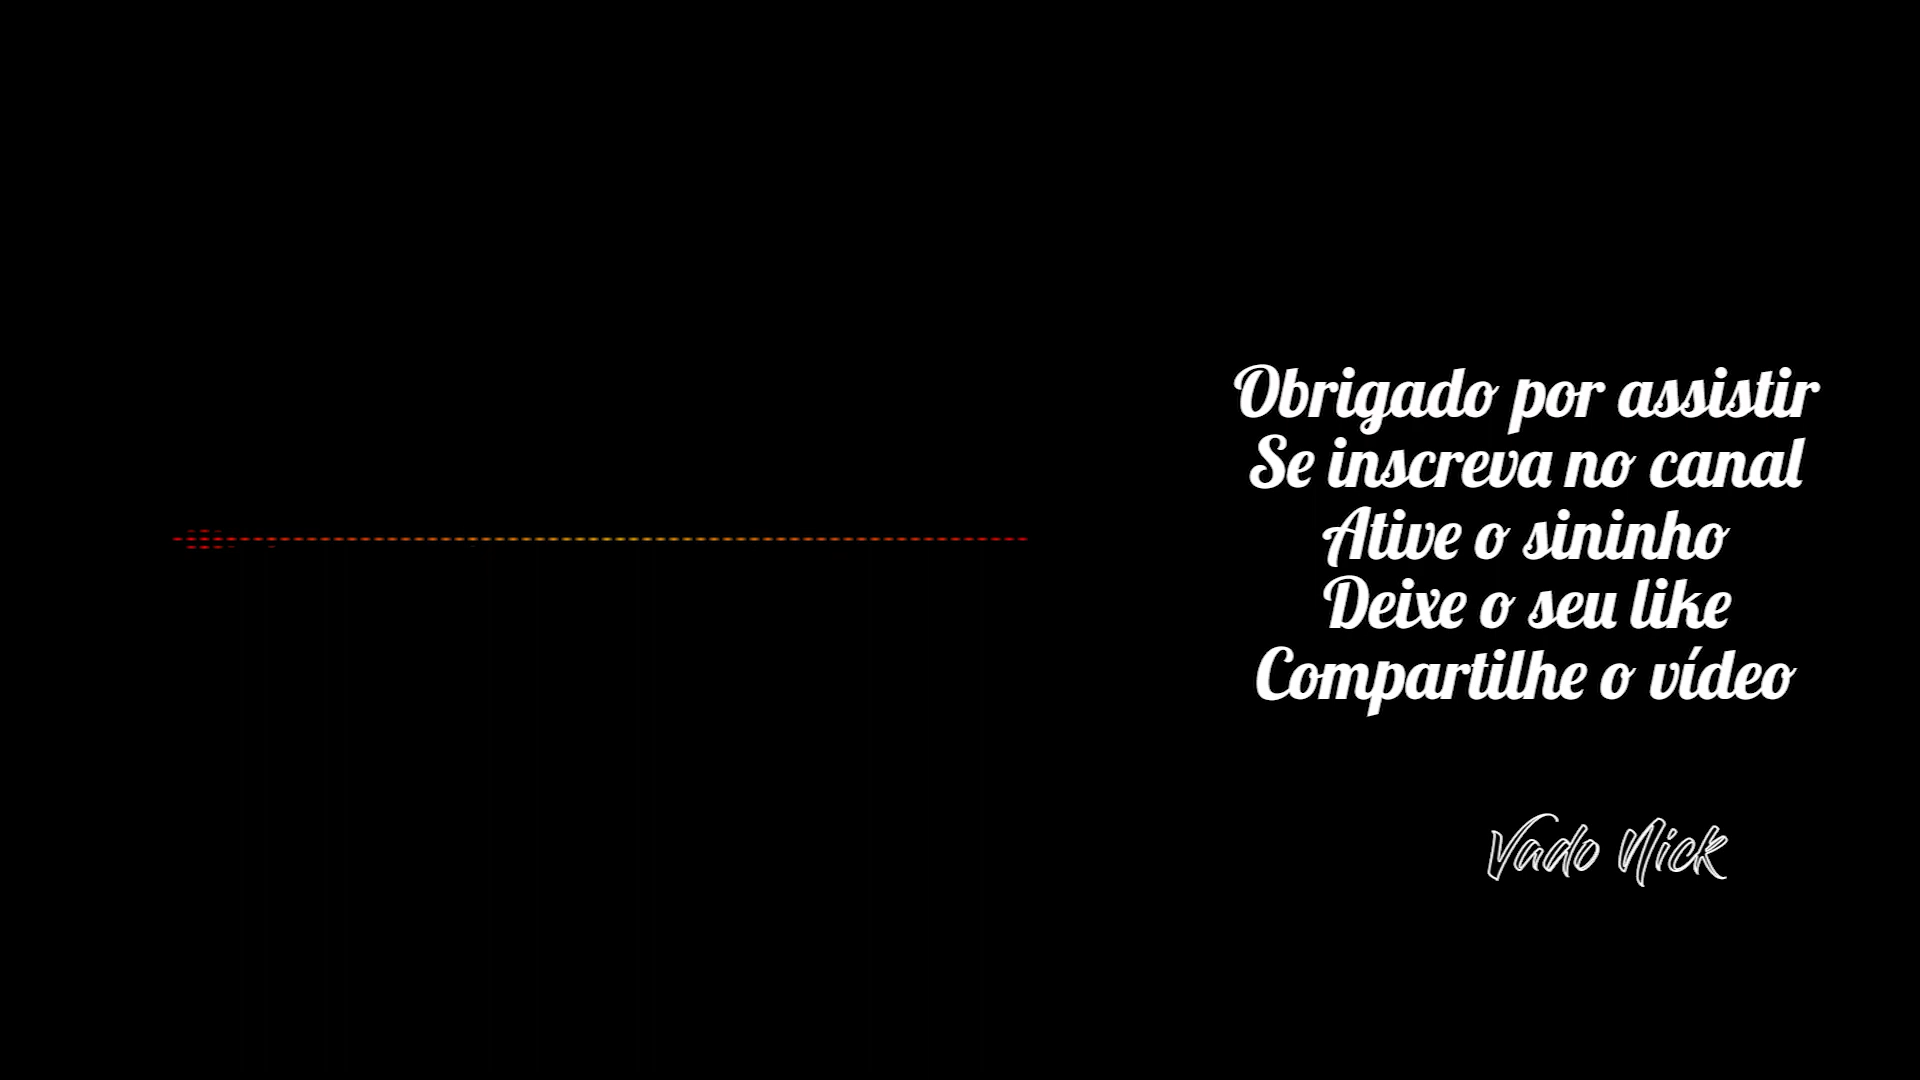 Obrigado por assistir
Se inscreva no canal
Ative o sininho
Deixe o seu like
Compartilhe o vídeo
Vado Nick